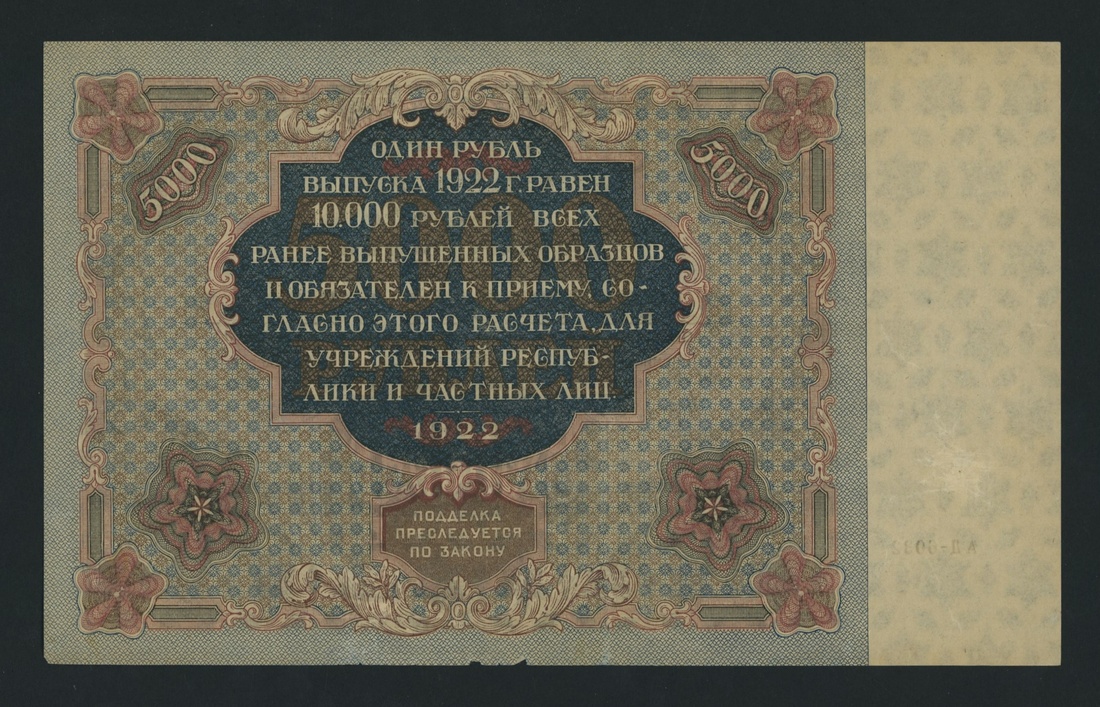 5000
5000
ОДИН РУБЛЬ
ВЫПУСКА 1922 Г. РАВЕН
10.000 РУБЛЕЙ ВСЕХ
РАНЕЕ ВЫПУЩЕННЫХ ОБРАЗЦОВ
И ОБЯЗАТЕЛЕН К ПРИЕМУ, СО-
ГЛАСНО ЭТОГО РАСЧЕТА, ДЛЯ
УЧРЕЖДЕНИЙ РЕСПУБ-
ЛИКИ И ЧАСТНЫХ ЛИЦ.
1922
5000
ПОДДЕЛКА
ПРЕСЛЕДУЕТСЯ
ПО ЗАКОНУ